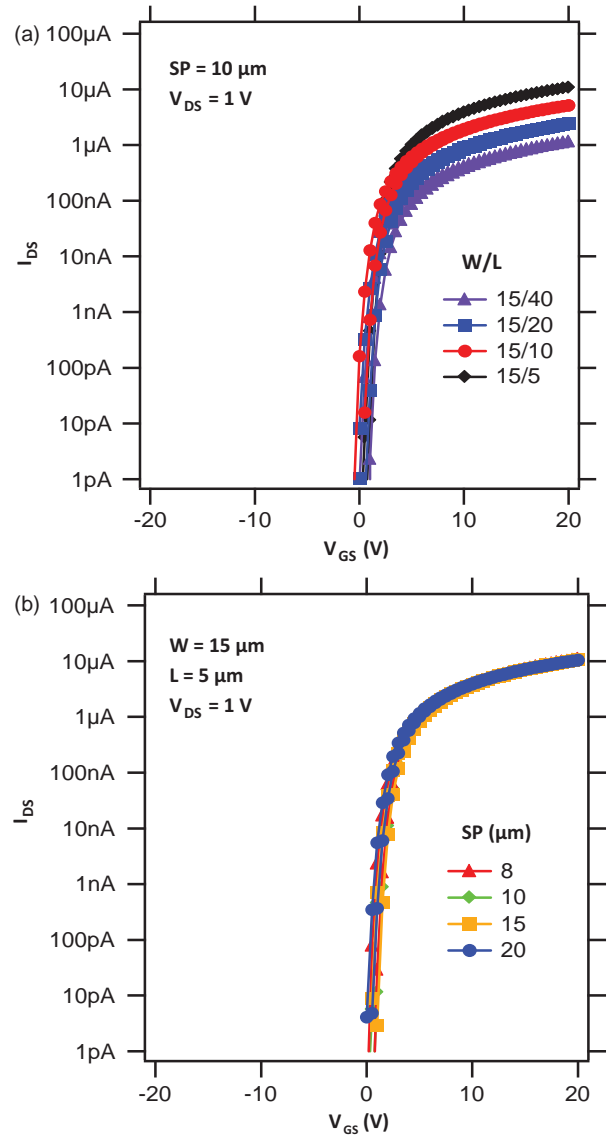 (a)
100µA
10µA
1µA
100nA
10nA
1nA
100pA
10pA
1pA
I_DS
SP = 10 µm
V_DS = 1 V
W/L
15/40
15/20
15/10
15/5
-20
-10
0
10
20
V_GS (V)
(b)
100µA
10µA
1µA
100nA
10nA
1nA
100pA
10pA
1pA
I_DS
W = 15 µm
L = 5 µm
V_DS = 1 V
SP (µm)
8
10
15
20
-20
-10
0
10
20
V_GS (V)